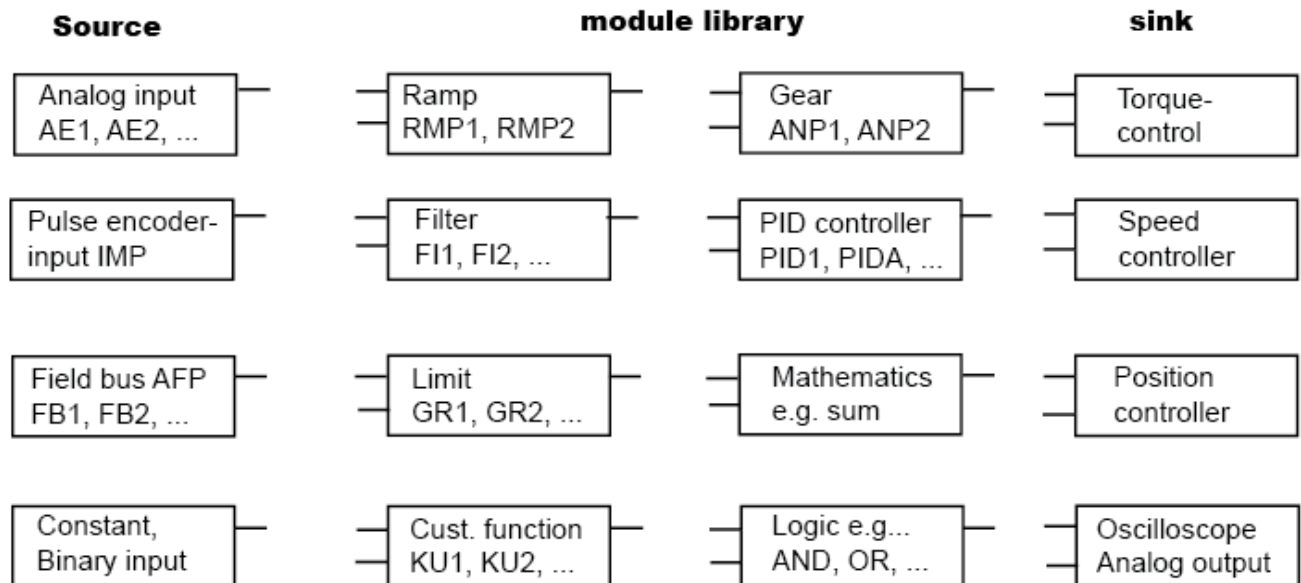 Source
module library
sink
Analog input
AE1, AE2, ...
Ramp
RMP1, RMP2
Gear
ANP1, ANP2
Torque-
control
Pulse encoder-
input IMP
Filter
FI1, FI2, ...
PID controller
PID1, PIDA, ...
Speed
controller
Field bus AFP
FB1, FB2, ...
Limit
GR1, GR2, ...
Mathematics
e.g. sum
Position
controller
Constant,
Binary input
Cust. function
KU1, KU2, ...
Logic e.g...
AND, OR, ...
Oscilloscope
Analog output